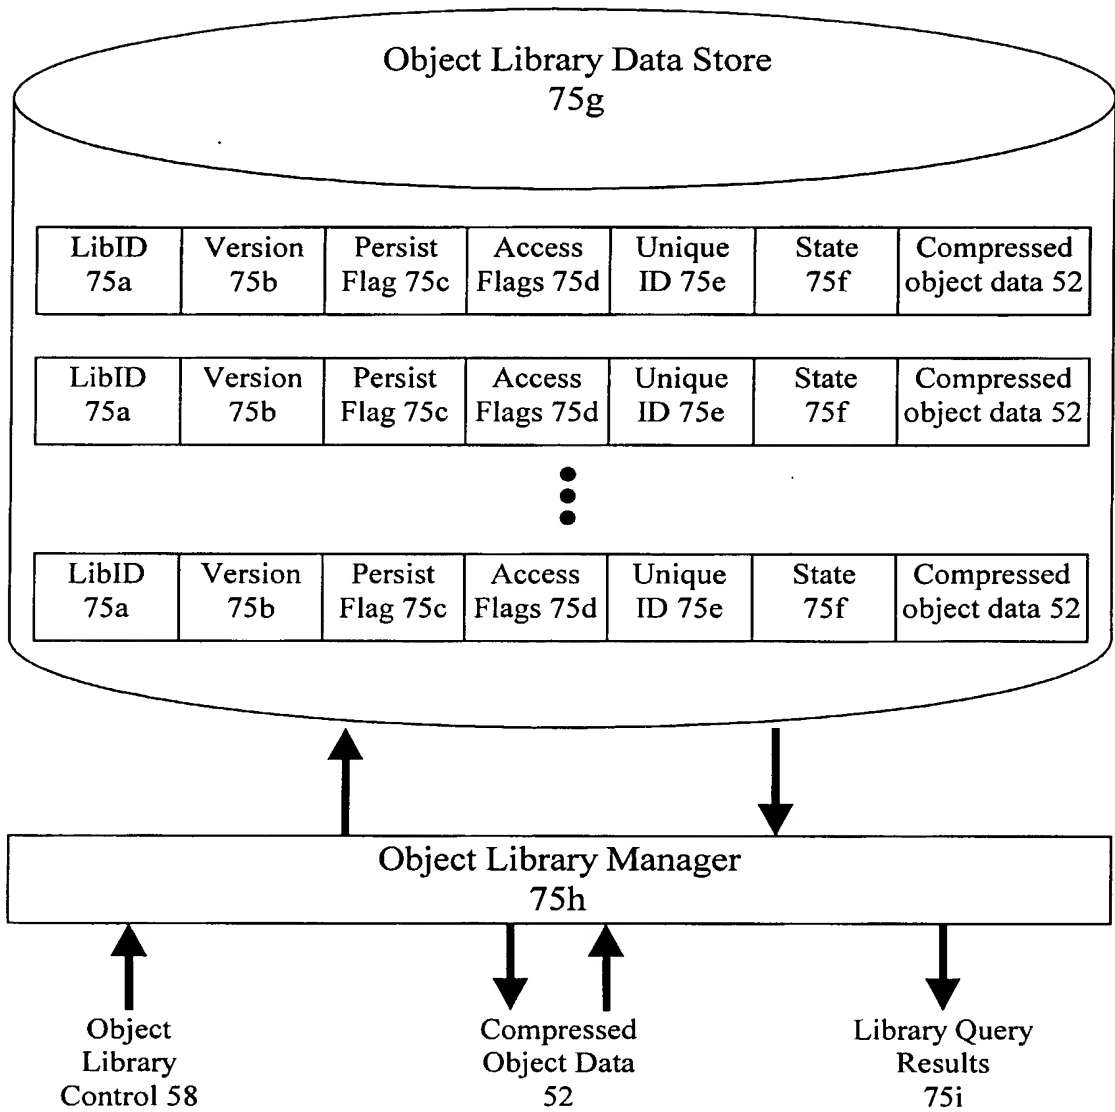 Object Library Data Store
75g
LibID Version Persist Access Unique State Compressed
75a 75b Flag 75c Flags 75d ID 75e 75f object data 52
LibID Version Persist Access Unique State Compressed
75a 75b Flag 75c Flags 75d ID 75e 75f object data 52
LibID Version Persist Access Unique State Compressed
75a 75b Flag 75c Flags 75d ID 75e 75f object data 52
Object Library Manager
75h
Object Compressed Library Query
Library Object Data Results
Control 58 52 75i